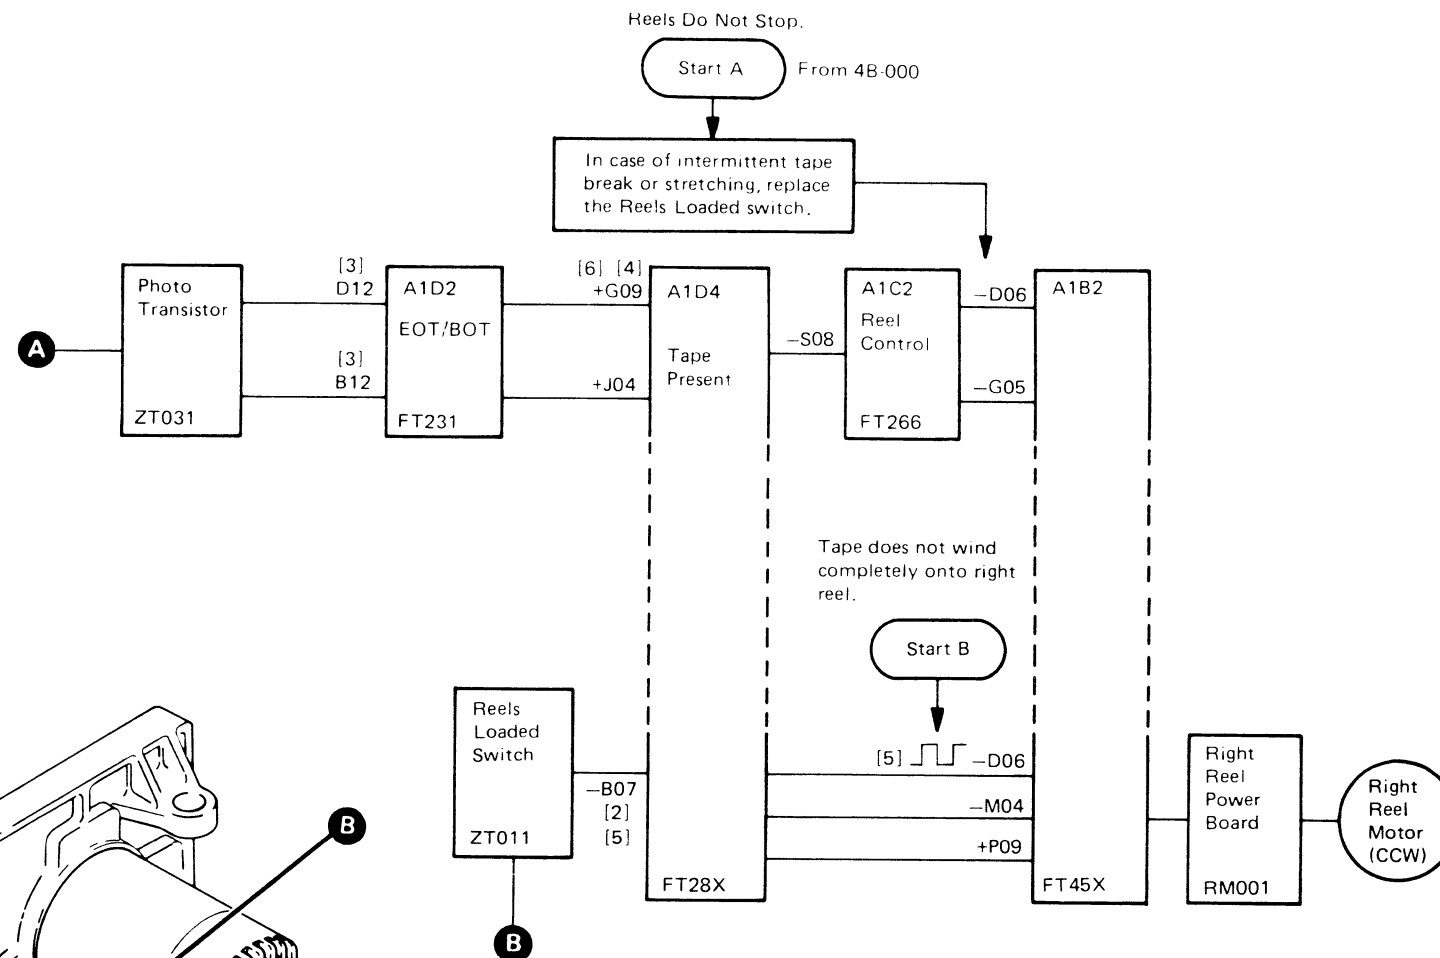 Reels Do Not Stop.
Start A
From 4B-000
In case of intermittent tape
break or stretching, replace
the Reels Loaded switch.
A
Photo
Transistor
ZT031
[3]
D12
[3]
B12
A1D2
EOT/BOT
FT231
[6] [4]
+G09
+J04
A1D4
Tape
Present
–S08
A1C2
Reel
Control
FT266
–D06
–G05
A1B2
Tape does not wind
completely onto right
reel.
Start B
Reels
Loaded
Switch
ZT011
–B07
[2]
[5]
B
B
FT28X
[5]
–D06
–M04
+P09
FT45X
Right
Reel
Power
Board
RM001
Right
Reel
Motor
(CCW)